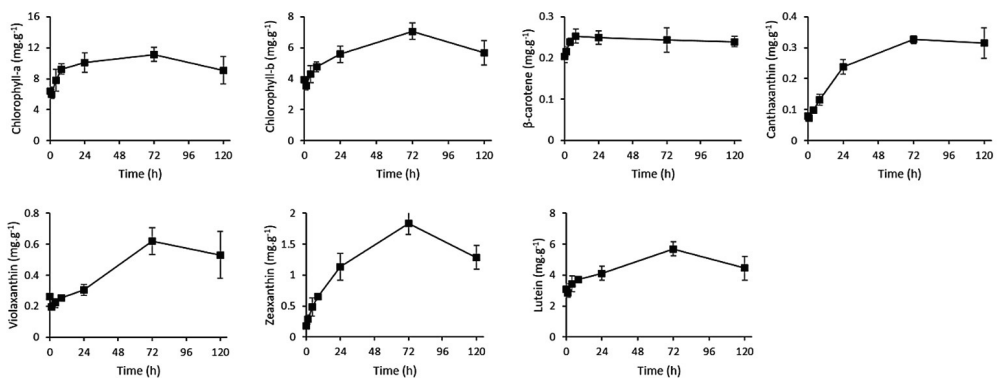 Chlorophyll-a (mg.g-1)
16
12
8
4
0
0 24 48 72 96 120
Time (h)
Chlorophyll-b (mg.g-1)
8
6
4
2
0
0 24 48 72 96 120
Time (h)
β-carotene (mg.g-1)
0.3
0.2
0.1
0
0 24 48 72 96 120
Time (h)
Canthaxanthin (mg.g-1)
0.4
0.3
0.2
0.1
0
0 24 48 72 96 120
Time (h)
Violaxanthin (mg.g-1)
0.8
0.6
0.4
0.2
0
0 24 48 72 96 120
Time (h)
Zeaxanthin (mg.g-1)
2
1.5
1
0.5
0
0 24 48 72 96 120
Time (h)
Lutein (mg.g-1)
8
6
4
2
0
0 24 48 72 96 120
Time (h)